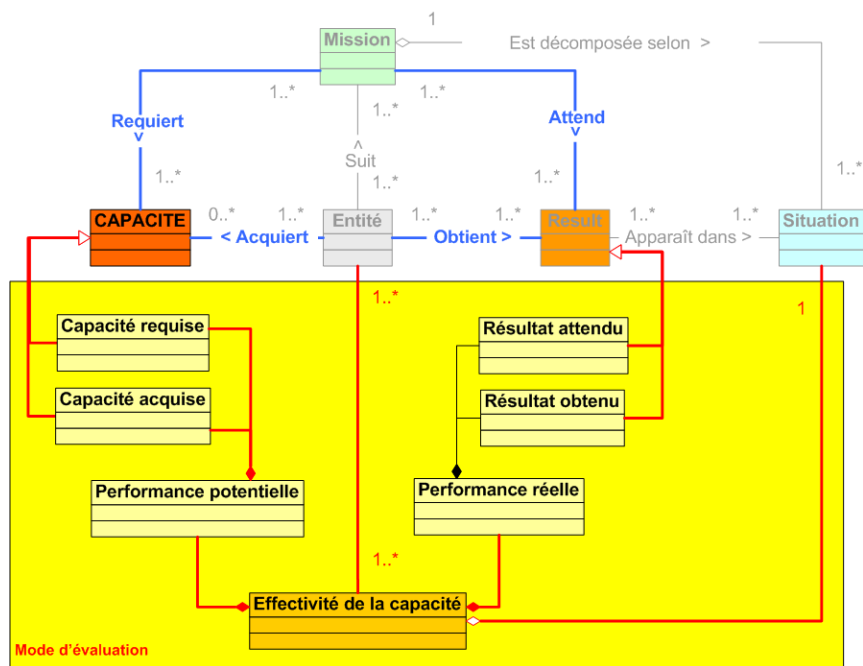 1
Mission
Est décomposée selon >
1..*
1..*
1..*
Requiert
>
Attend
>
>
Suit
1..*
1..*
1..*
1..*
CAPACITE
0..*
1..*
Entité
1..*
1..*
Result
1..*
1..*
Situation
< Acquiert
Obtient >
Apparaît dans >
1..*
1
Capacité requise
Résultat attendu
Capacité acquise
Résultat obtenu
Performance potentielle
Performance réelle
1..*
Effectivité de la capacité
Mode d'évaluation